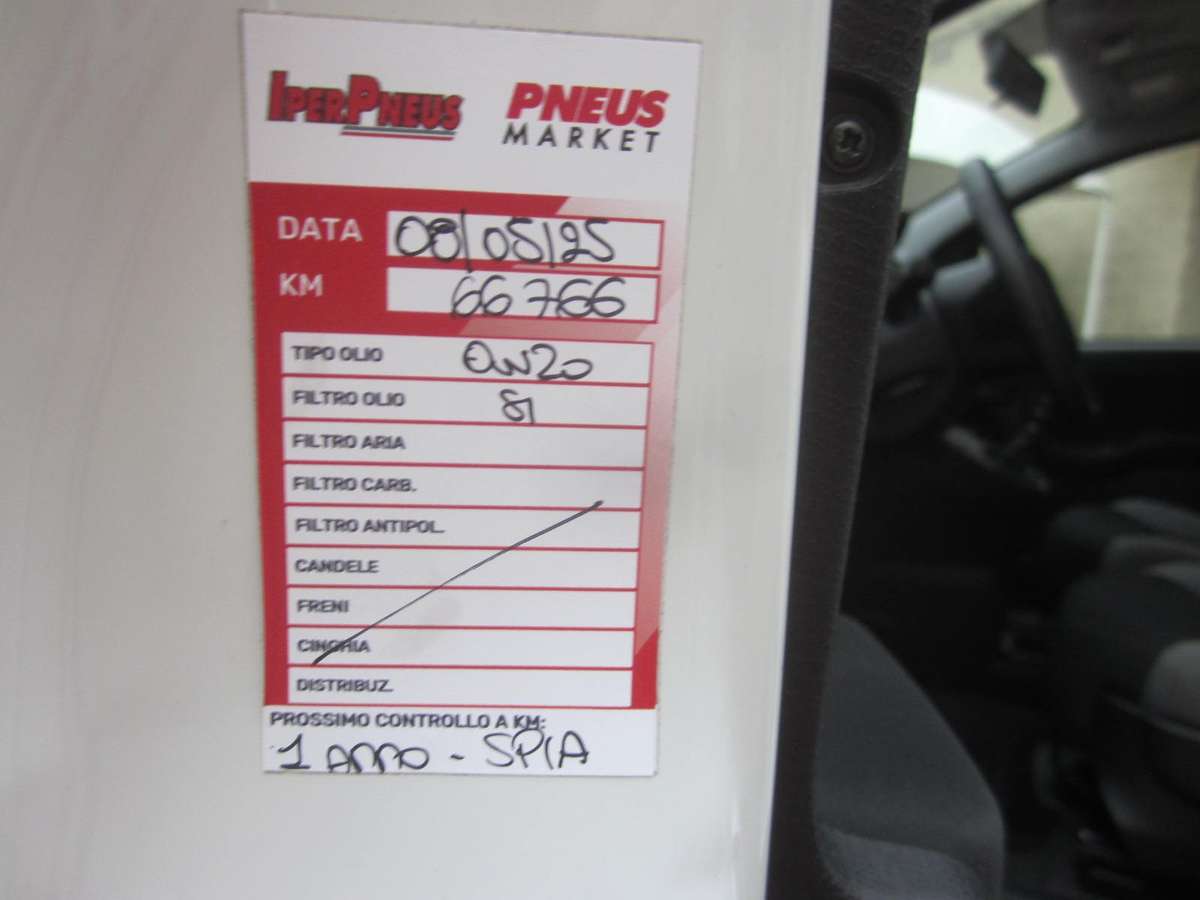 IPERPNEUS PNEUS
MARKET
DATA 08/05/25
KM 66766
TIPO OLIO 0W20
FILTRO OLIO SI
FILTRO ARIA
FILTRO CARB.
FILTRO ANTIPOL.
CANDELE
FRENI
CINGHIA
DISTRIBUZ.
PROSSIMO CONTROLLO A KM:
1 ANNO - SPIA